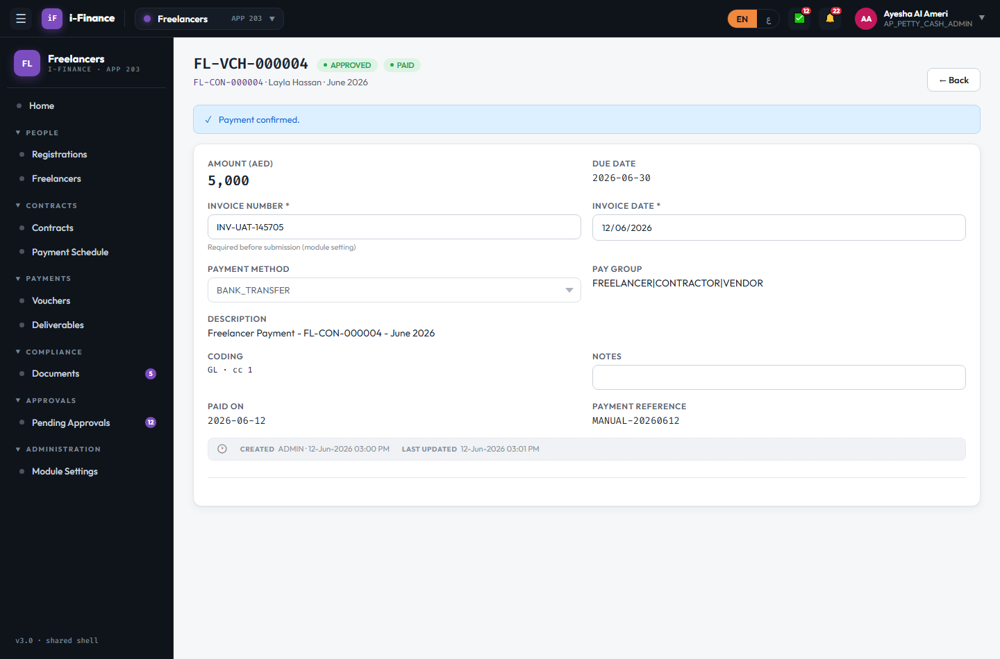 ☰ iF i-Finance Freelancers APP 203 ▼ EN ع 12 22 AA Ayesha Al Ameri ▼
AP_PETTY_CASH_ADMIN
FL Freelancers
I-FINANCE · APP 203
Home
▼ PEOPLE
Registrations
Freelancers
▼ CONTRACTS
Contracts
Payment Schedule
▼ PAYMENTS
Vouchers
Deliverables
▼ COMPLIANCE
Documents 5
▼ APPROVALS
Pending Approvals 12
▼ ADMINISTRATION
Module Settings
v3.0 · shared shell
FL-VCH-000004 • APPROVED • PAID
FL-CON-000004 · Layla Hassan · June 2026
← Back
✓ Payment confirmed.
AMOUNT (AED)
5,000
DUE DATE
2026-06-30
INVOICE NUMBER *
INV-UAT-145705
Required before submission (module setting)
INVOICE DATE *
12/06/2026
PAYMENT METHOD
BANK_TRANSFER
PAY GROUP
FREELANCER|CONTRACTOR|VENDOR
DESCRIPTION
Freelancer Payment - FL-CON-000004 - June 2026
CODING
GL · cc 1
NOTES
PAID ON
2026-06-12
PAYMENT REFERENCE
MANUAL-20260612
CREATED ADMIN · 12-Jun-2026 03:00 PM LAST UPDATED 12-Jun-2026 03:01 PM